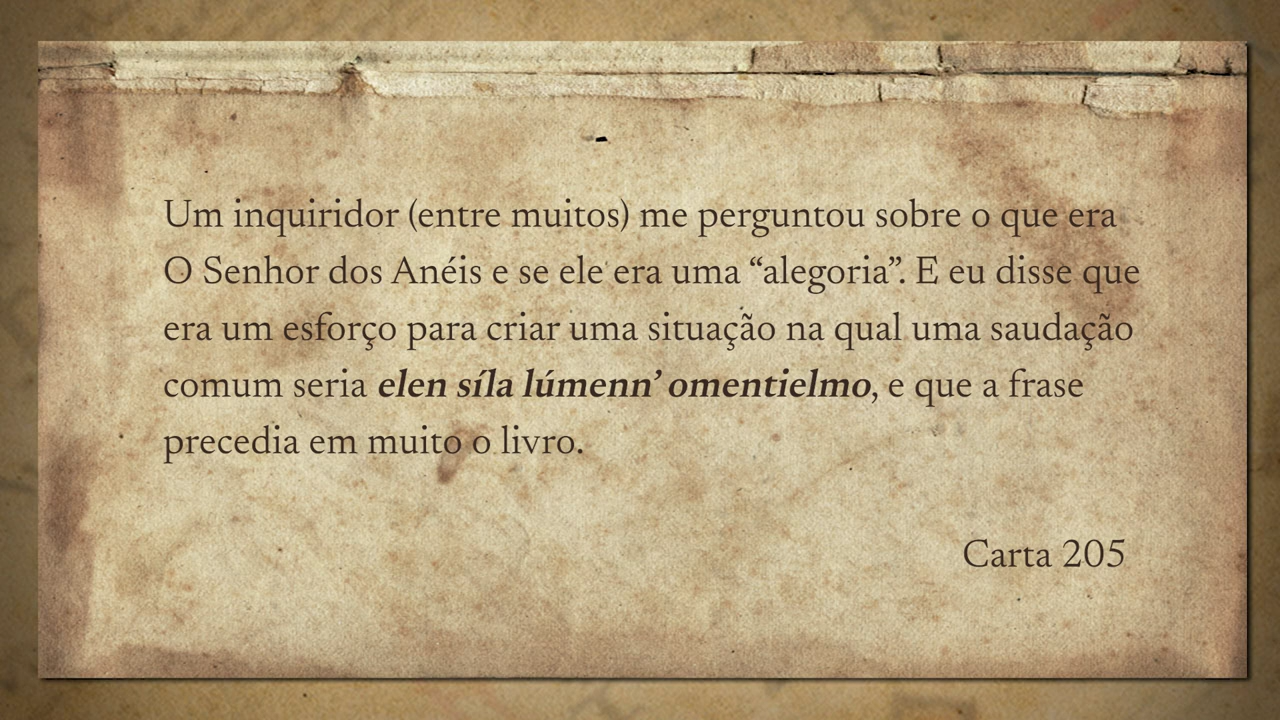 Um inquiridor (entre muitos) me perguntou sobre o que era
O Senhor dos Anéis e se ele era uma “alegoria”. E eu disse que
era um esforço para criar uma situação na qual uma saudação
comum seria elen síla lúmenn’ omentielmo, e que a frase
precedia em muito o livro.
Carta 205